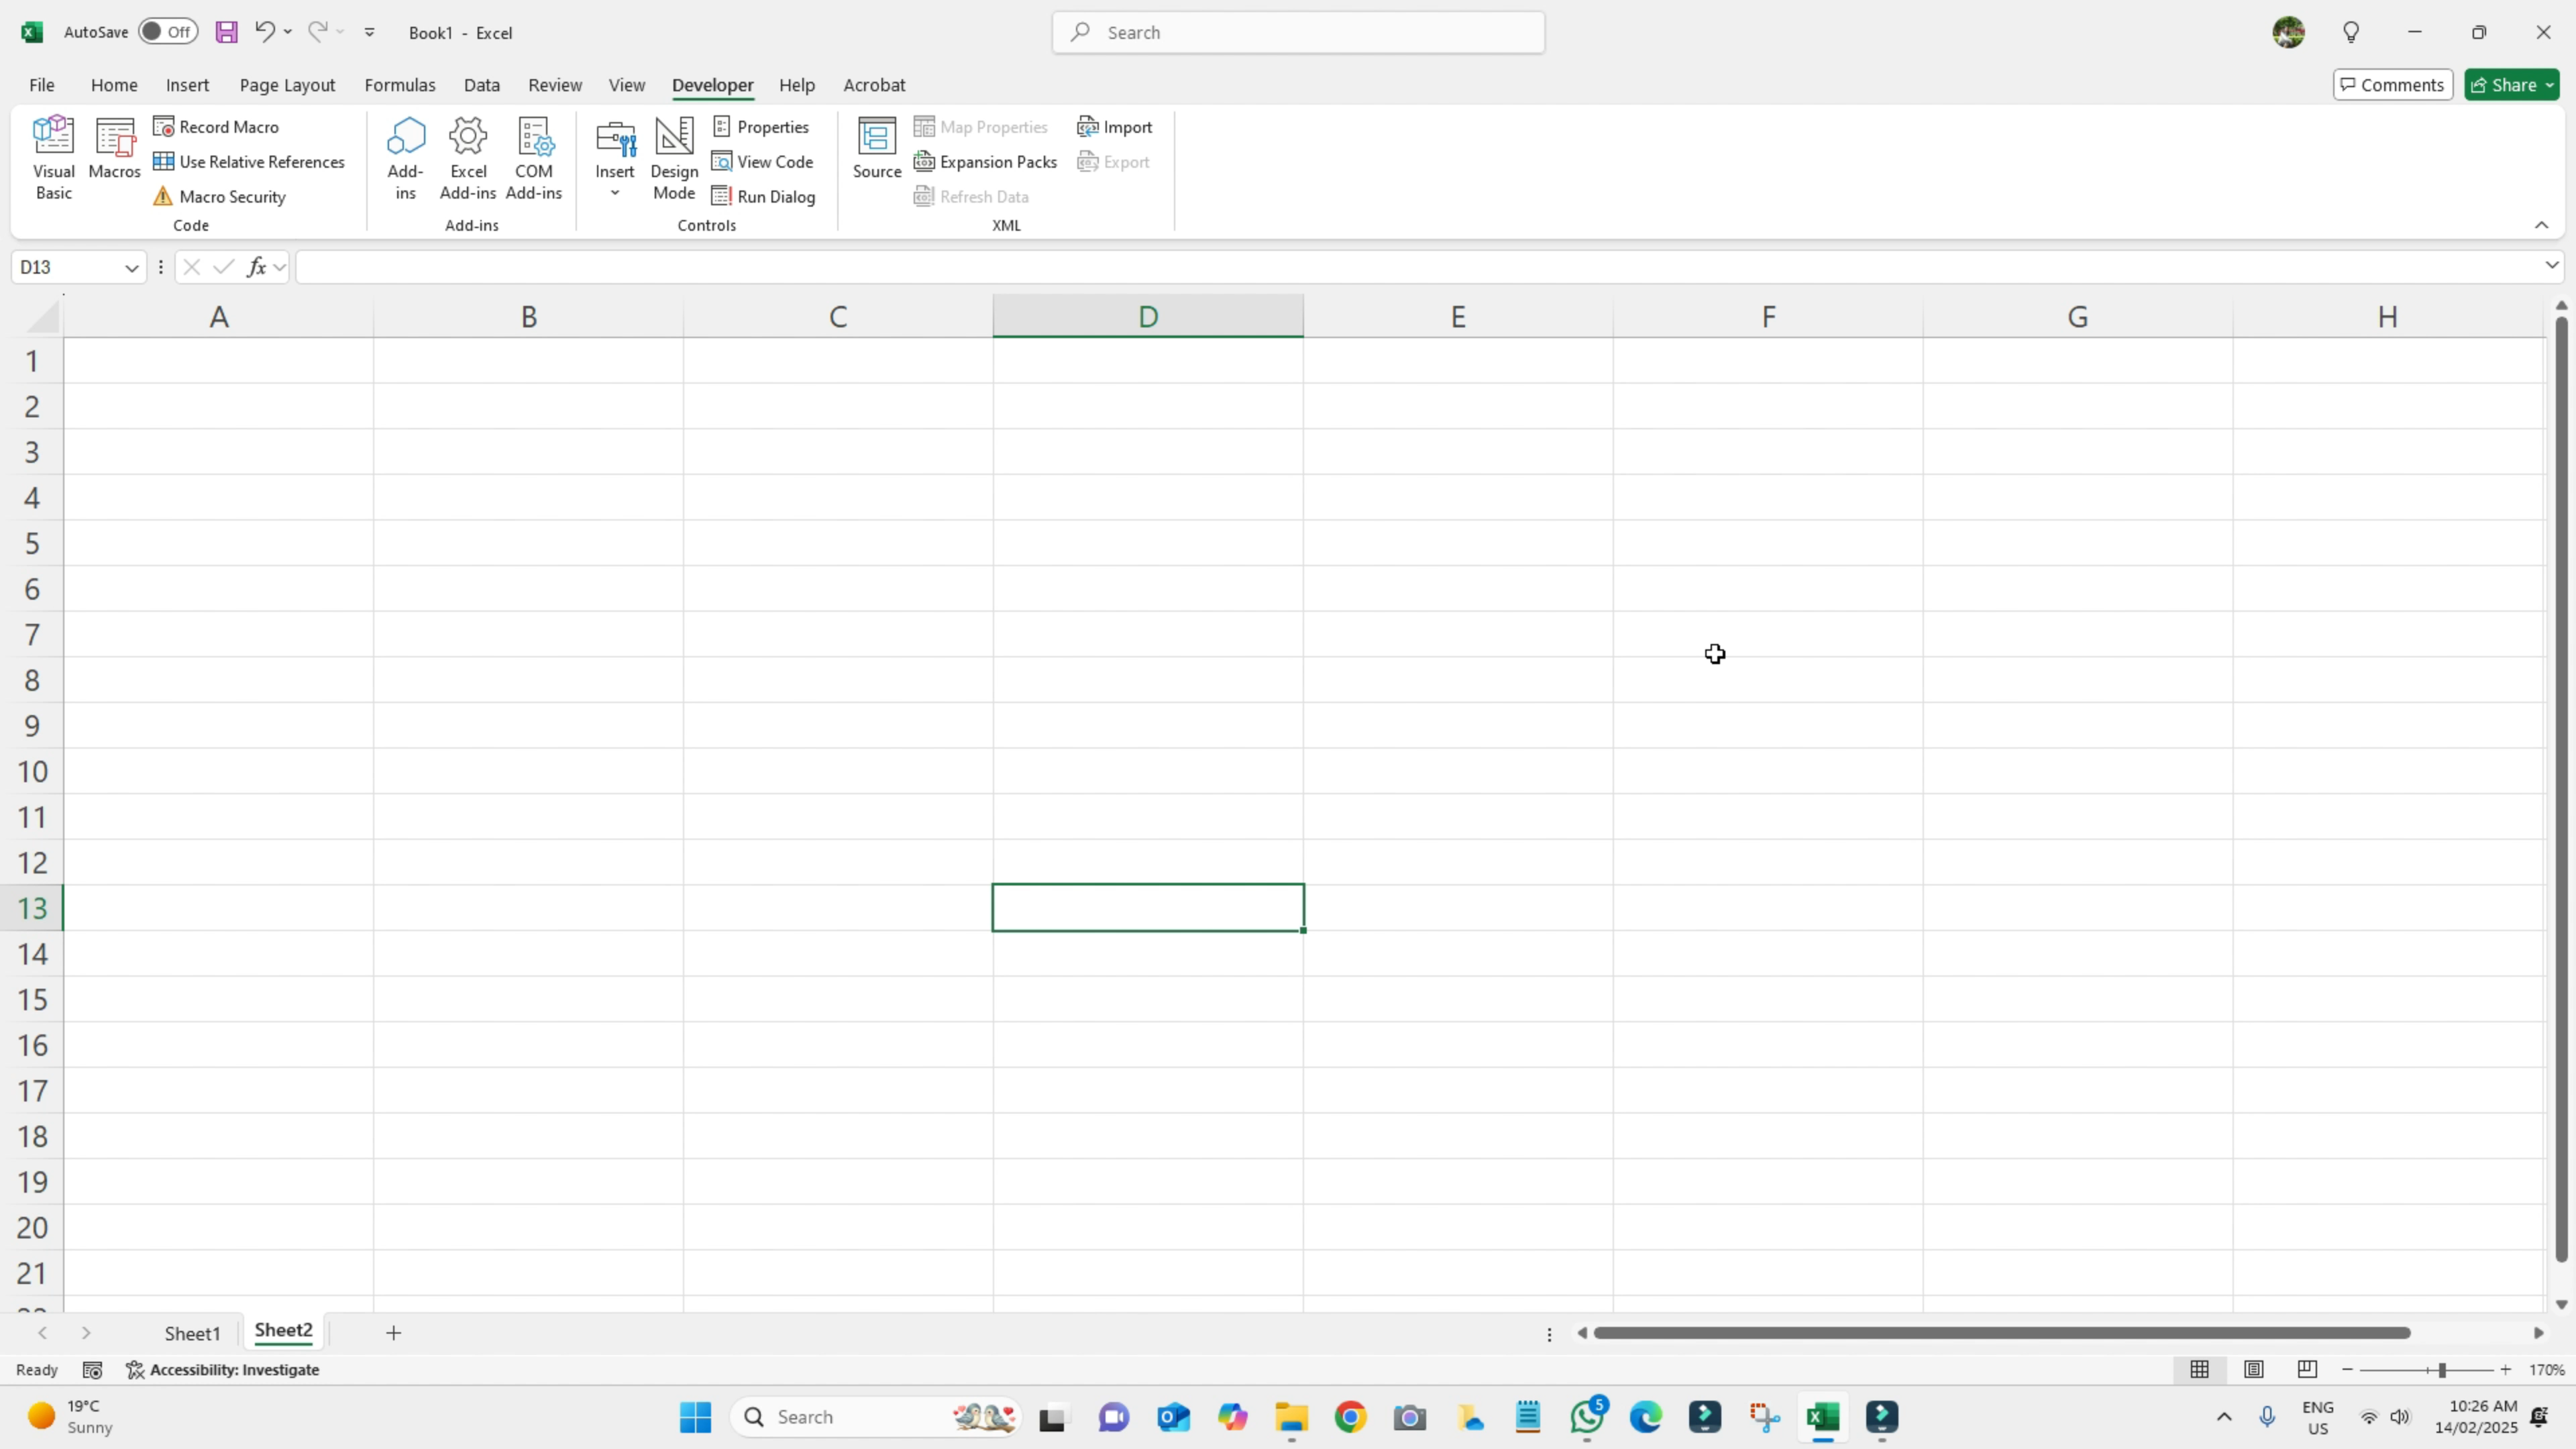 AutoSave Off Book1 - Excel Search
File Home Insert Page Layout Formulas Data Review View Developer Help Acrobat Comments Share
Visual Basic Macros Record Macro Use Relative References Macro Security Code
Add-ins Excel Add-ins COM Add-ins Add-ins
Insert Design Mode Properties View Code Run Dialog Controls
Source Map Properties Expansion Packs Refresh Data Import Export XML
D13 fx
A B C D E F G H
1
2
3
4
5
6
7
8
9
10
11
12
13
14
15
16
17
18
19
20
21
Sheet1 Sheet2
Ready Accessibility: Investigate 170%
19°C Search 5 ENG 10:26 AM
Sunny US 14/02/2025